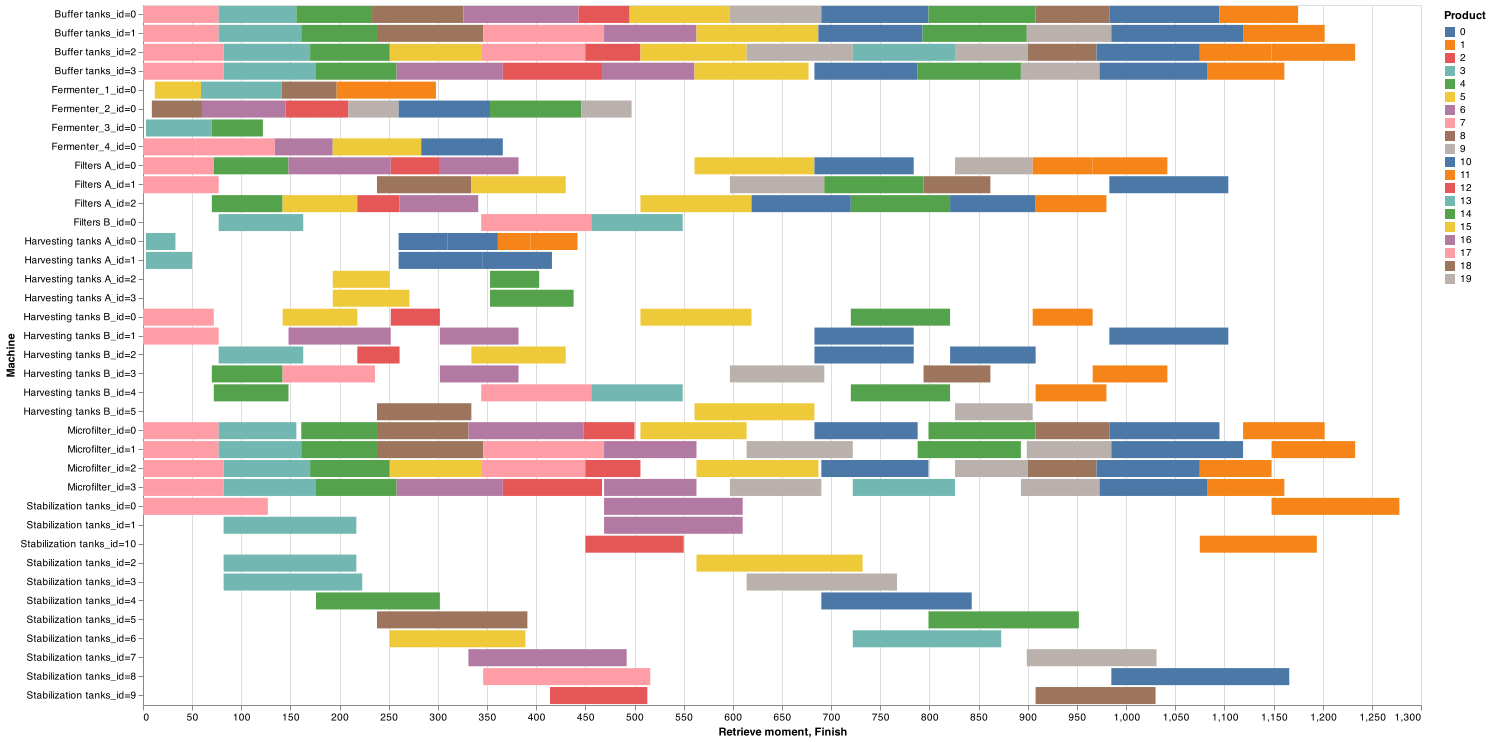 Product
0
1
2
3
4
5
6
7
8
9
10
11
12
13
14
15
16
17
18
19
Machine
Buffer tanks_id=0
Buffer tanks_id=1
Buffer tanks_id=2
Buffer tanks_id=3
Fermenter_1_id=0
Fermenter_2_id=0
Fermenter_3_id=0
Fermenter_4_id=0
Filters A_id=0
Filters A_id=1
Filters A_id=2
Filters B_id=0
Harvesting tanks A_id=0
Harvesting tanks A_id=1
Harvesting tanks A_id=2
Harvesting tanks A_id=3
Harvesting tanks B_id=0
Harvesting tanks B_id=1
Harvesting tanks B_id=2
Harvesting tanks B_id=3
Harvesting tanks B_id=4
Harvesting tanks B_id=5
Microfilter_id=0
Microfilter_id=1
Microfilter_id=2
Microfilter_id=3
Stabilization tanks_id=0
Stabilization tanks_id=1
Stabilization tanks_id=10
Stabilization tanks_id=2
Stabilization tanks_id=3
Stabilization tanks_id=4
Stabilization tanks_id=5
Stabilization tanks_id=6
Stabilization tanks_id=7
Stabilization tanks_id=8
Stabilization tanks_id=9
0 50 100 150 200 250 300 350 400 450 500 550 600 650 700 750 800 850 900 950 1,000 1,050 1,100 1,150 1,200 1,250 1,300
Retrieve moment, Finish